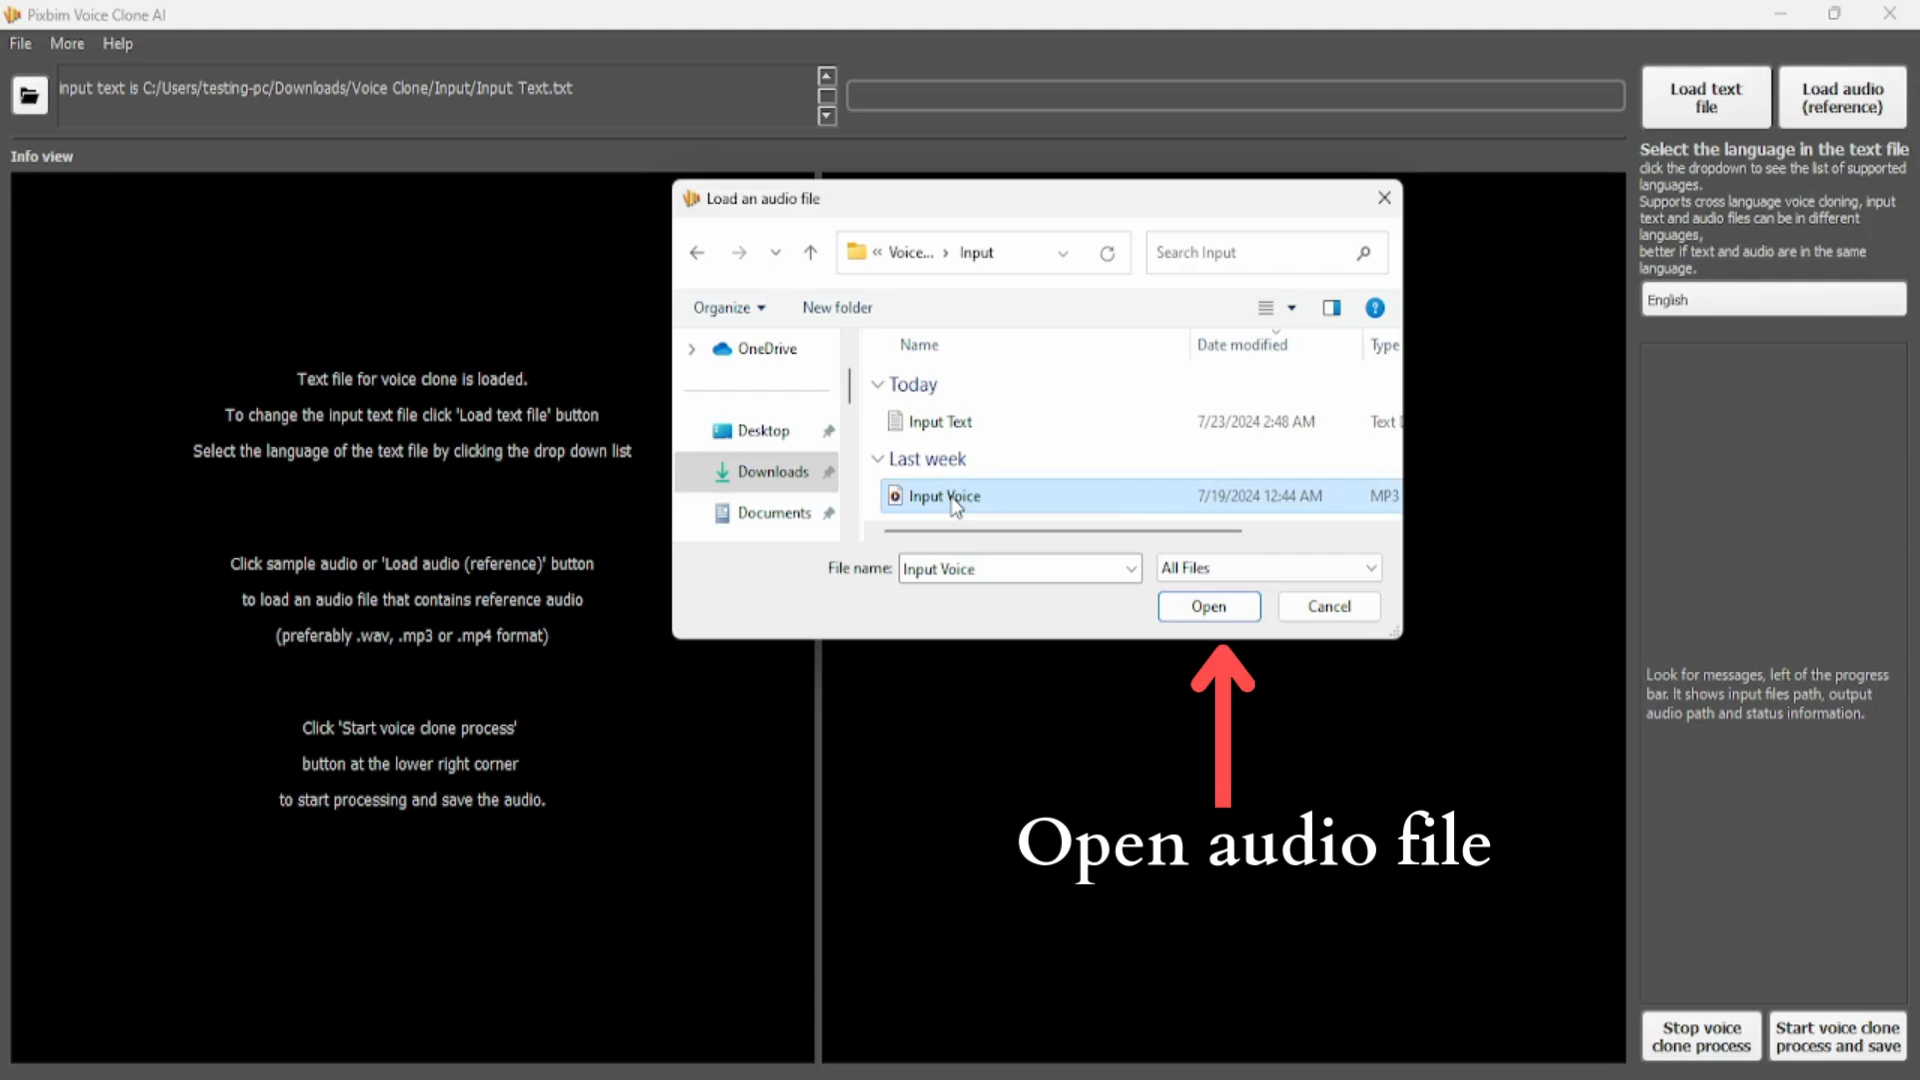 Pixbim Voice Clone AI
File More Help
Input text is C:/Users/testing-pc/Downloads/Voice Clone/Input/Input Text.txt
Load text
file
Load audio
(reference)
Info view
Select the language in the text file
click the dropdown to see the list of supported
languages.
Supports cross language voice cloning, input
text and audio files can be in different
languages,
better if text and audio are in the same
language.
English
Text file for voice clone is loaded.
To change the input text file click 'Load text file' button
Select the language of the text file by clicking the drop down list
Click sample audio or 'Load audio (reference)' button
to load an audio file that contains reference audio
(preferably .wav, .mp3 or .mp4 format)
Click 'Start voice clone process'
button at the lower right corner
to start processing and save the audio.
Load an audio file
« Voice... › Input
Search Input
Organize New folder
?
OneDrive
Desktop
Downloads
Documents
Name Date modified Type
Today
Input Text 7/23/2024 2:48 AM Text
Last week
Input Voice 7/19/2024 12:44 AM MP3
File name: Input Voice All Files
Open Cancel
Open audio file
Look for messages, left of the progress
bar. It shows input files path, output
audio path and status information.
Stop voice
clone process
Start voice clone
process and save